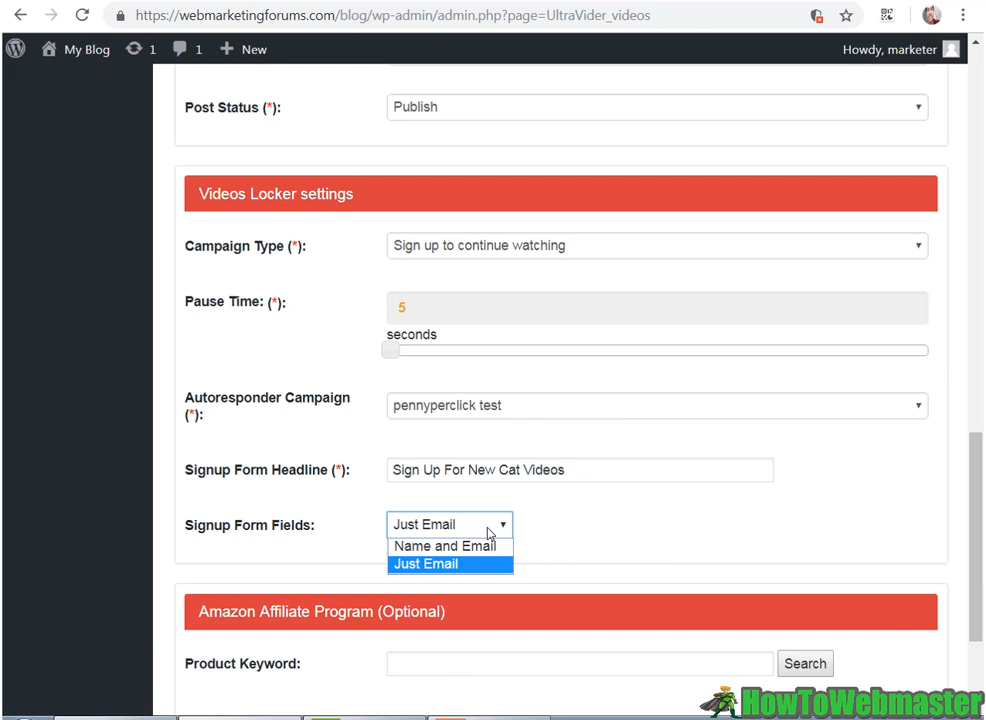 https://webmarketingforums.com/blog/wp-admin/admin.php?page=UltraVider_videos
My Blog 1 1 New Howdy, marketer
Post Status (*): Publish
Videos Locker settings
Campaign Type (*): Sign up to continue watching
Pause Time: (*): 5
seconds
Autoresponder Campaign
(*): pennyperclick test
Signup Form Headline (*): Sign Up For New Cat Videos
Signup Form Fields: Just Email
Name and Email
Just Email
Amazon Affiliate Program (Optional)
Product Keyword: Search
HowToWebmaster